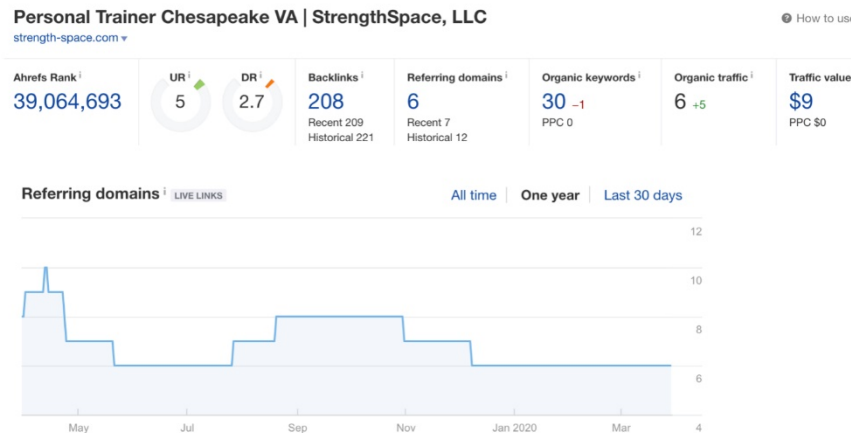 Personal Trainer Chesapeake VA | StrengthSpace, LLC
How to use
strength-space.com
Ahrefs Rank
39,064,693
UR
5
DR
2.7
Backlinks
208
Recent 209
Historical 221
Referring domains
6
Recent 7
Historical 12
Organic keywords
30 -1
PPC 0
Organic traffic
6 +5
Traffic value
$9
PPC $0
Referring domains LIVE LINKS
All time
One year
Last 30 days
12
10
8
6
4
May
Jul
Sep
Nov
Jan 2020
Mar